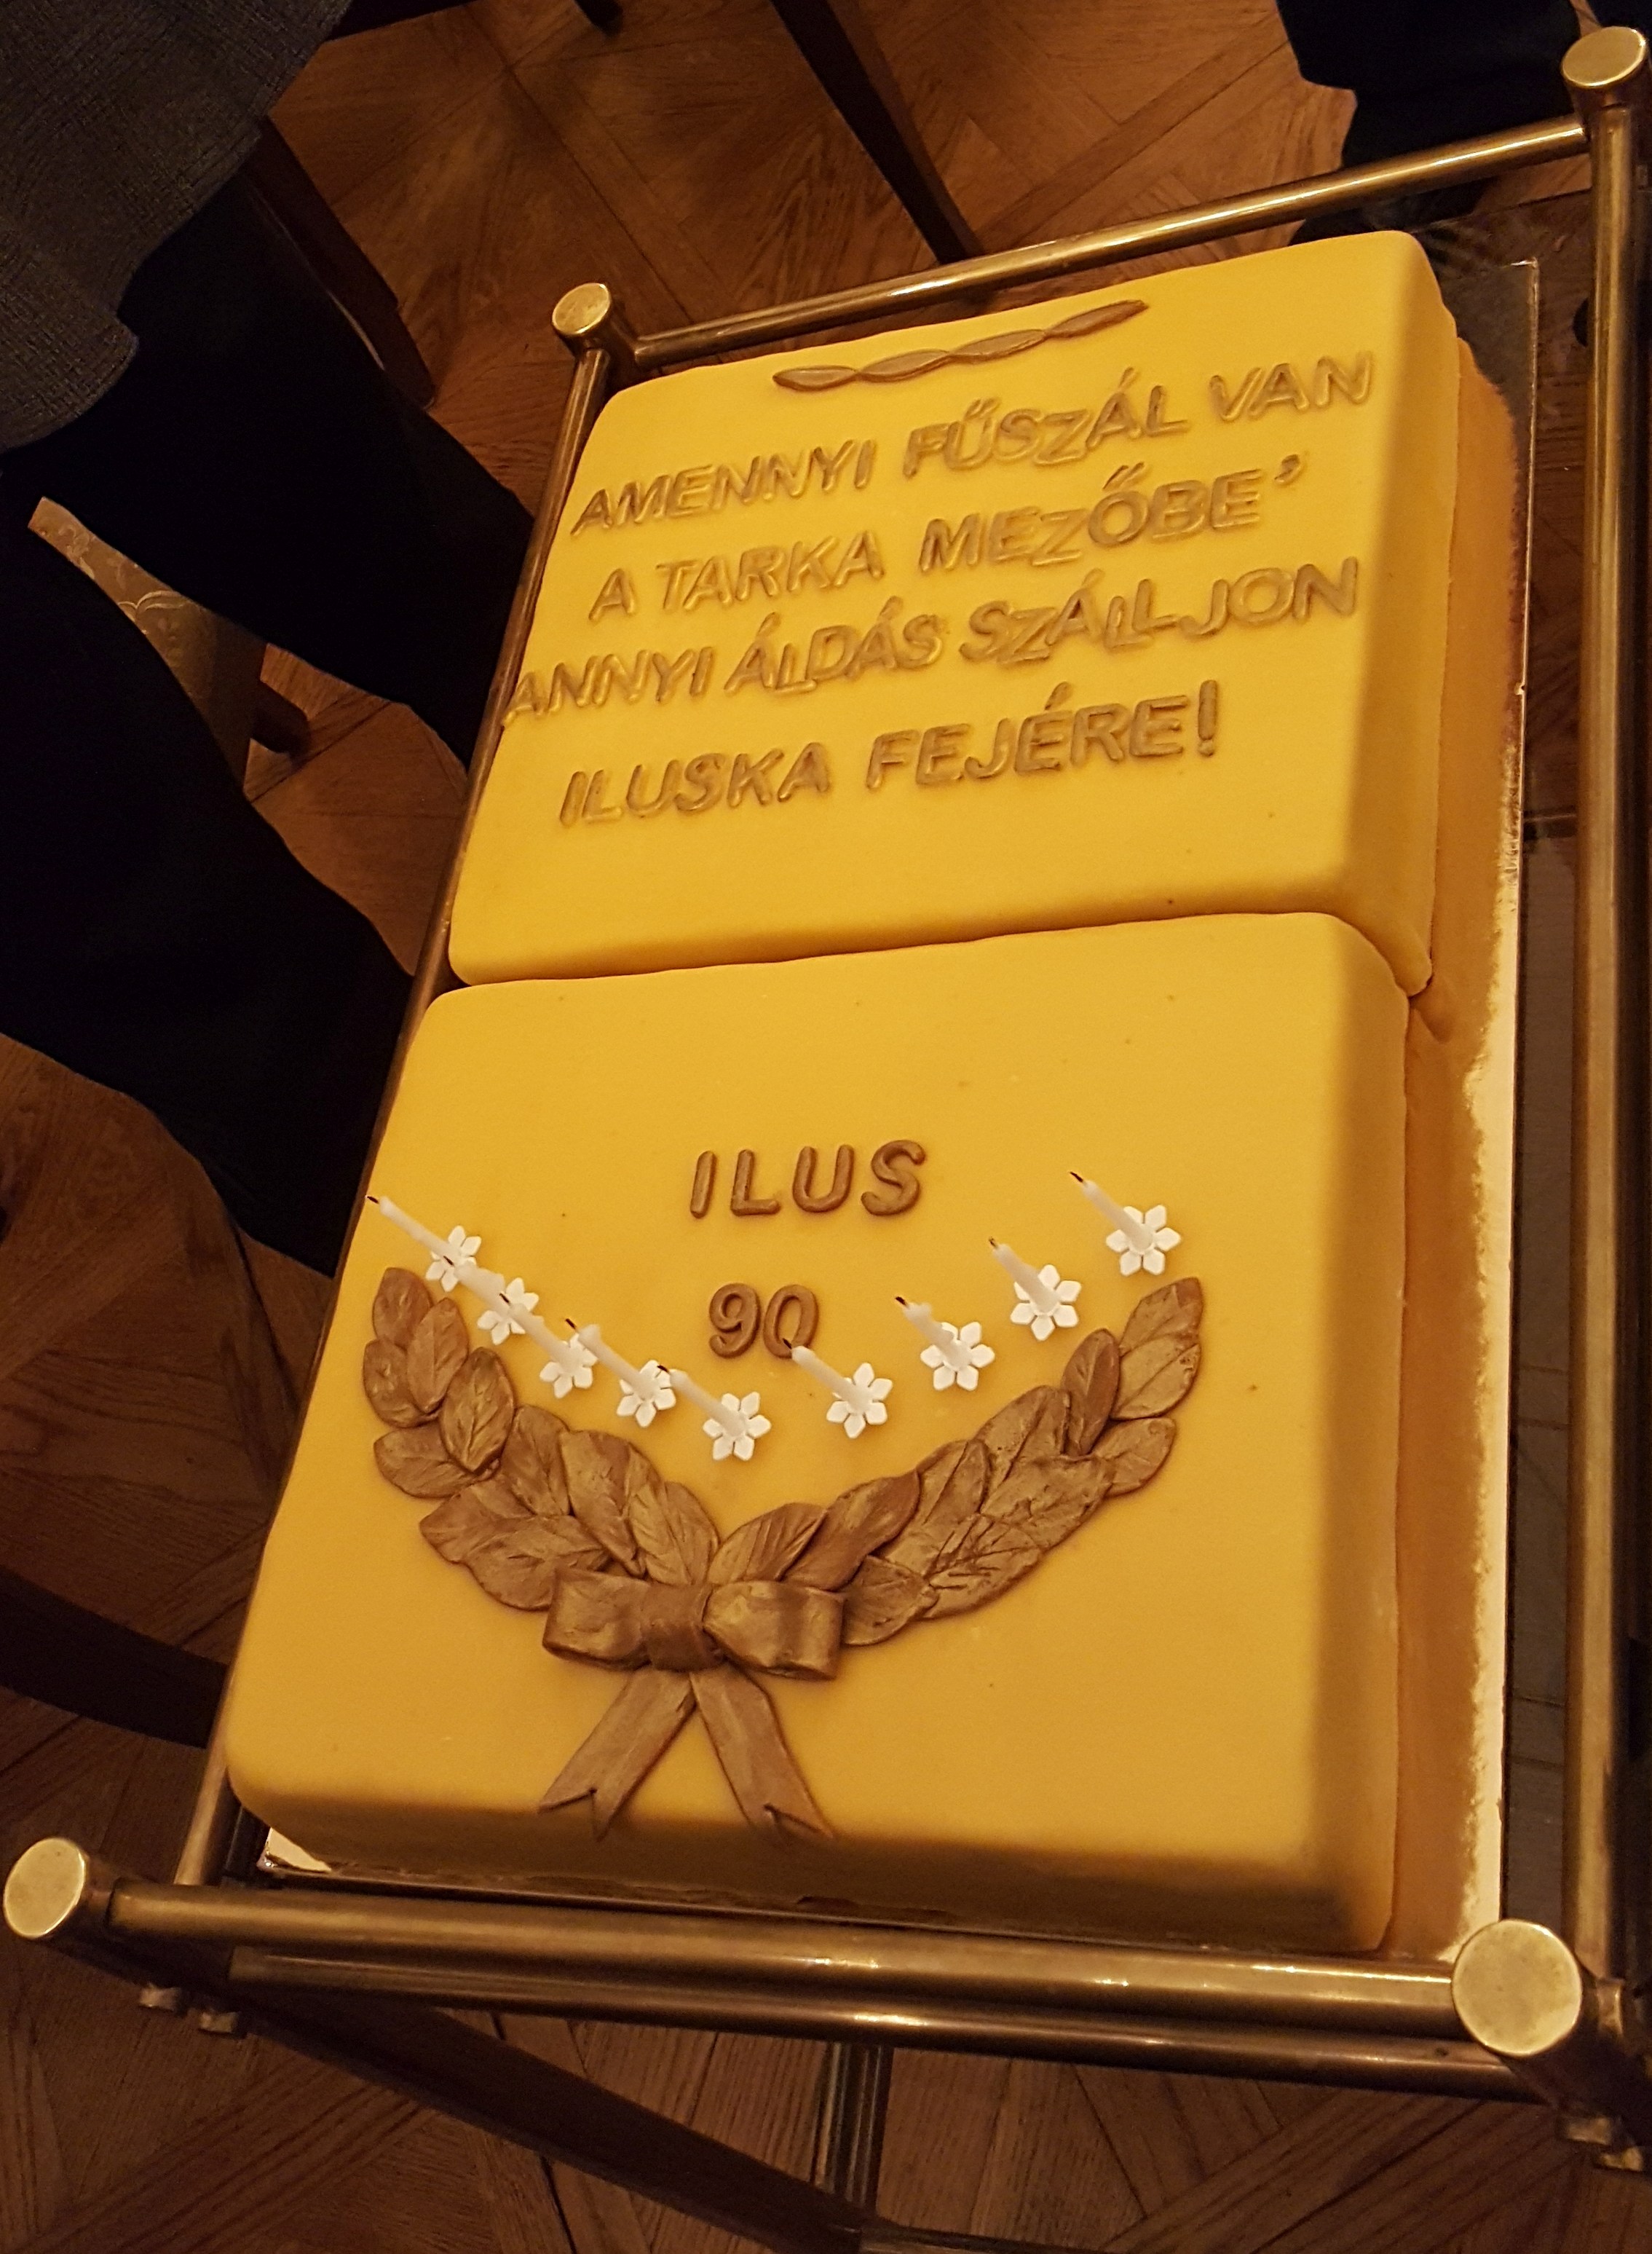 AMENNYI FŰSZÁL VAN
A TARKA MEZŐBE'
ANNYI ÁLDÁS SZÁLLJON
ILUSKA FEJÉRE!
ILUS
90